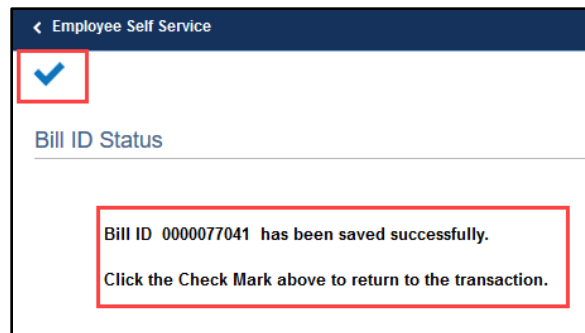 Employee Self Service
Bill ID Status
Bill ID 0000077041 has been saved successfully.
Click the Check Mark above to return to the transaction.